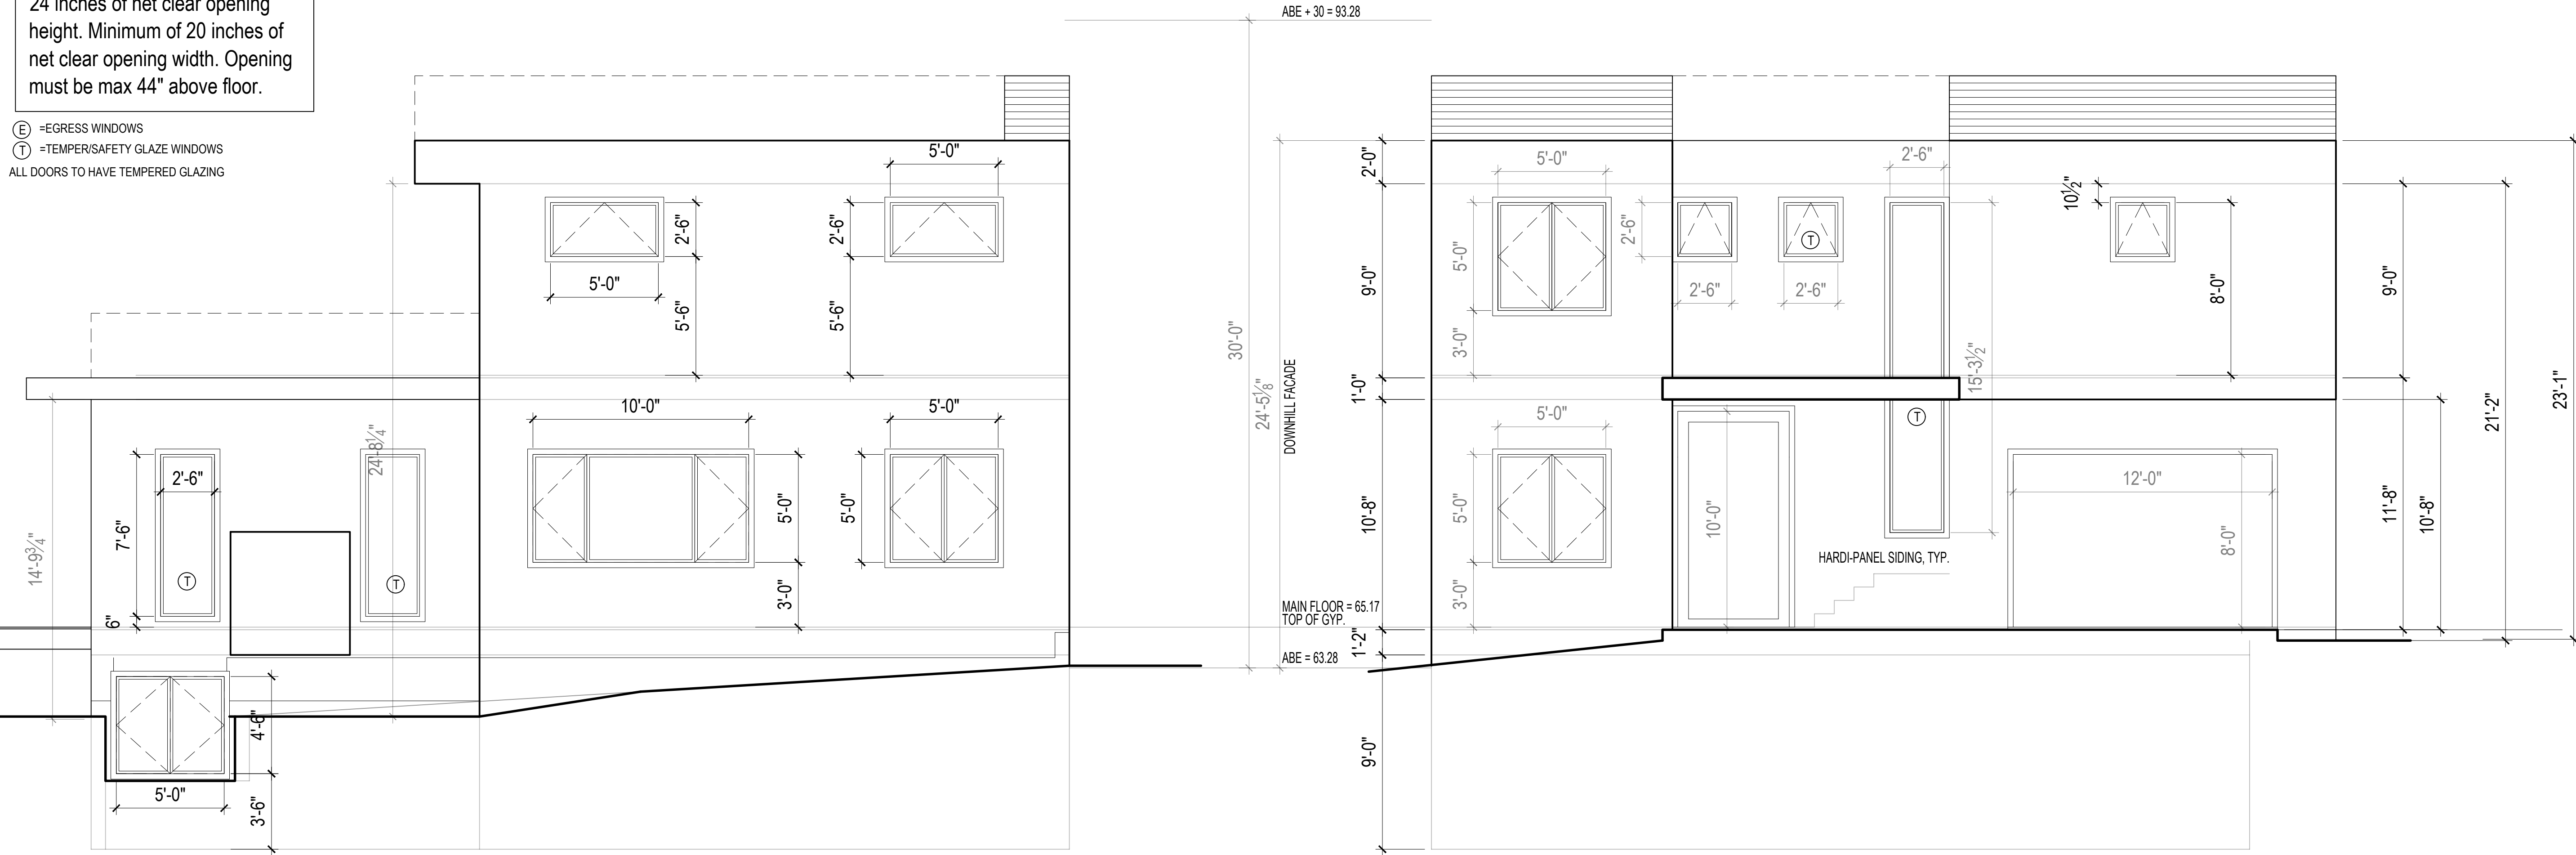 24 inches of net clear opening
height. Minimum of 20 inches of
net clear opening width. Opening
must be max 44" above floor.
E =EGRESS WINDOWS
T =TEMPER/SAFETY GLAZE WINDOWS
ALL DOORS TO HAVE TEMPERED GLAZING
5'-0"
2'-6"
5'-0"
5'-6"
2'-6"
5'-6"
24'-8¼"
10'-0"
5'-0"
5'-0"
3'-0"
5'-0"
14'-9¾"
2'-6"
7'-6"
6"
T
T
4'-6"
5'-0"
3'-6"
ABE + 30 = 93.28
30'-0"
24'-5⅛"
DOWNHILL FACADE
MAIN FLOOR = 65.17
TOP OF GYP.
ABE = 63.28
2'-0"
9'-0"
1'-0"
10'-8"
1'-2"
9'-0"
5'-0"
5'-0"
3'-0"
2'-6"
2'-6"
T
2'-6"
2'-6"
15'-3½"
T
10½"
8'-0"
5'-0"
5'-0"
3'-0"
10'-0"
HARDI-PANEL SIDING, TYP.
12'-0"
8'-0"
9'-0"
11'-8"
10'-8"
21'-2"
23'-1"